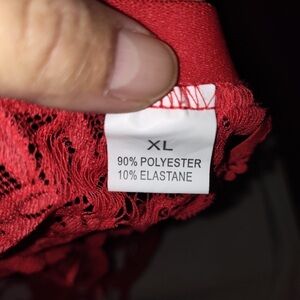 XL
90% POLYESTER
10% ELASTANE